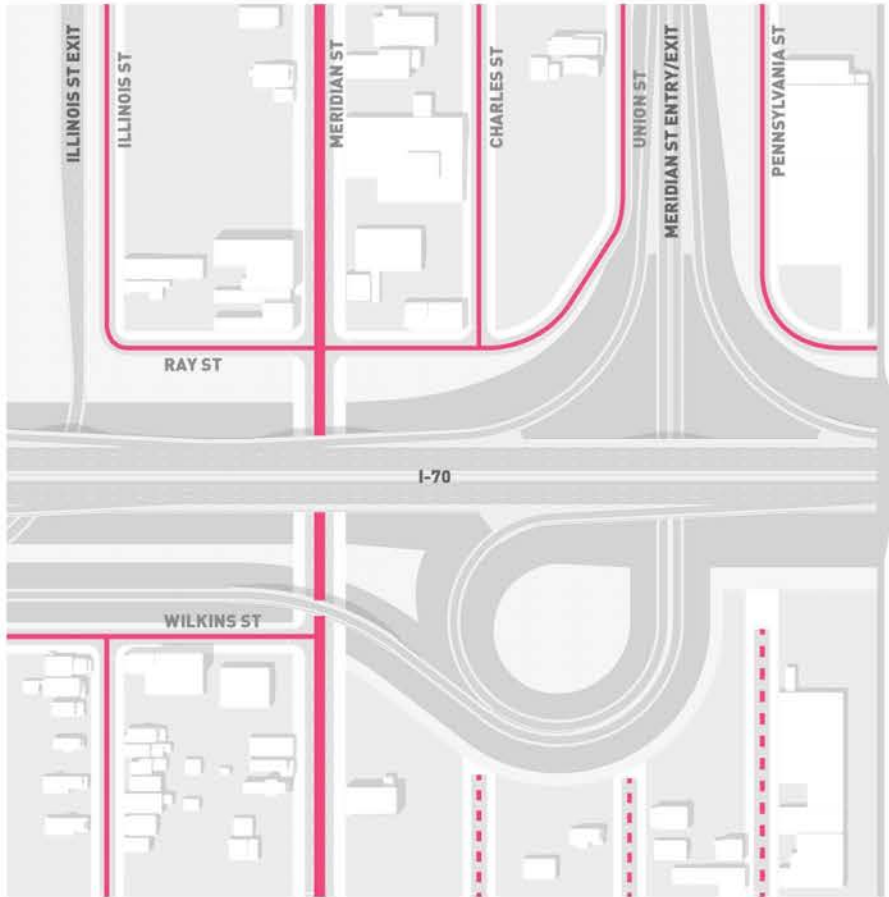 ILLINOIS ST EXIT
ILLINOIS ST
MERIDIAN ST
CHARLES ST
UNION ST
MERIDIAN ST ENTRY/EXIT
PENNSYLVANIA ST
RAY ST
I-70
WILKINS ST